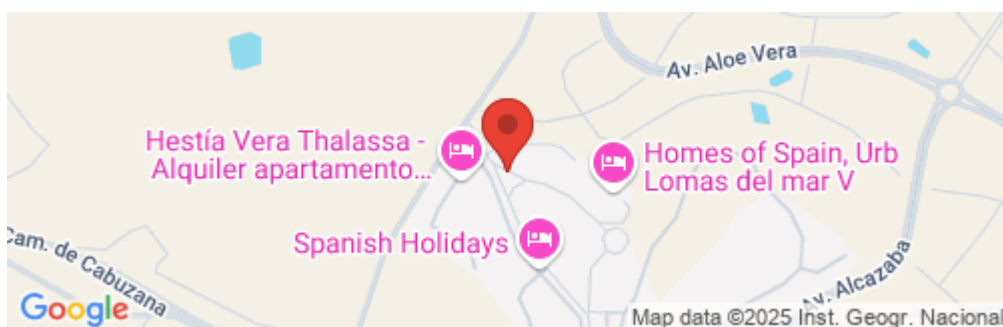 Av. Aloe Vera
Hestía Vera Thalassa -
Alquiler apartamento...
Homes of Spain, Urb
Lomas del mar V
Spanish Holidays
Cam. de Cabuzana
Av. Alcazaba
Google
Map data ©2025 Inst. Geogr. Nacional